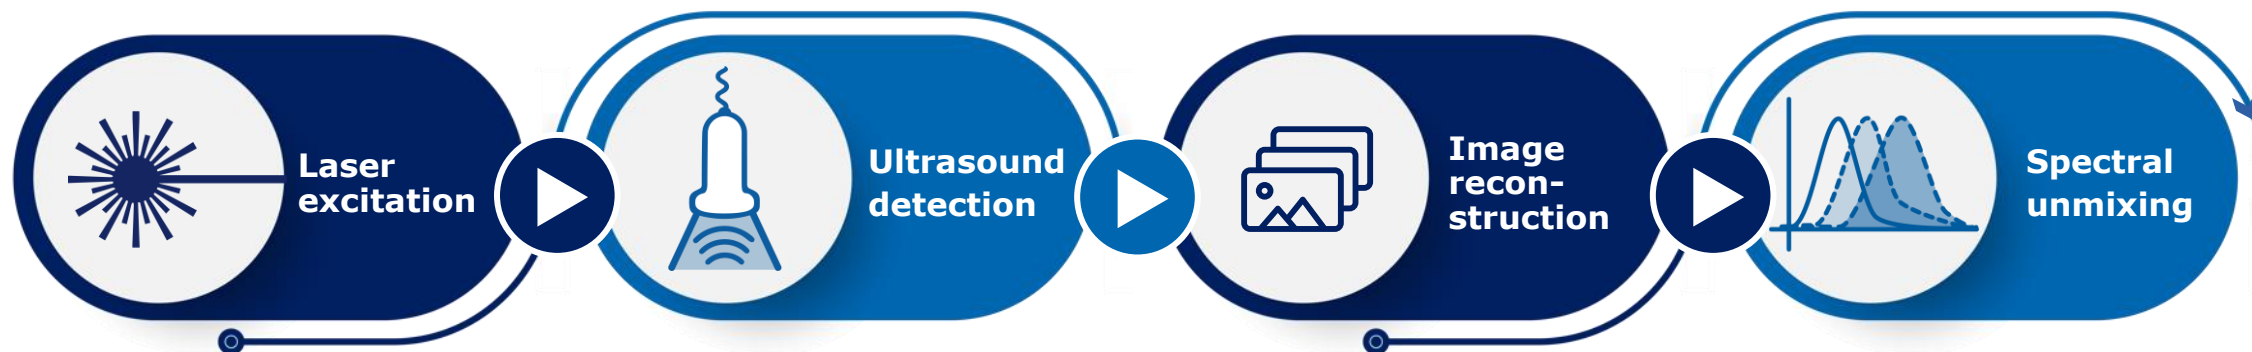 Laser
excitation
Ultrasound
detection
Image
recon-
struction
Spectral
unmixing